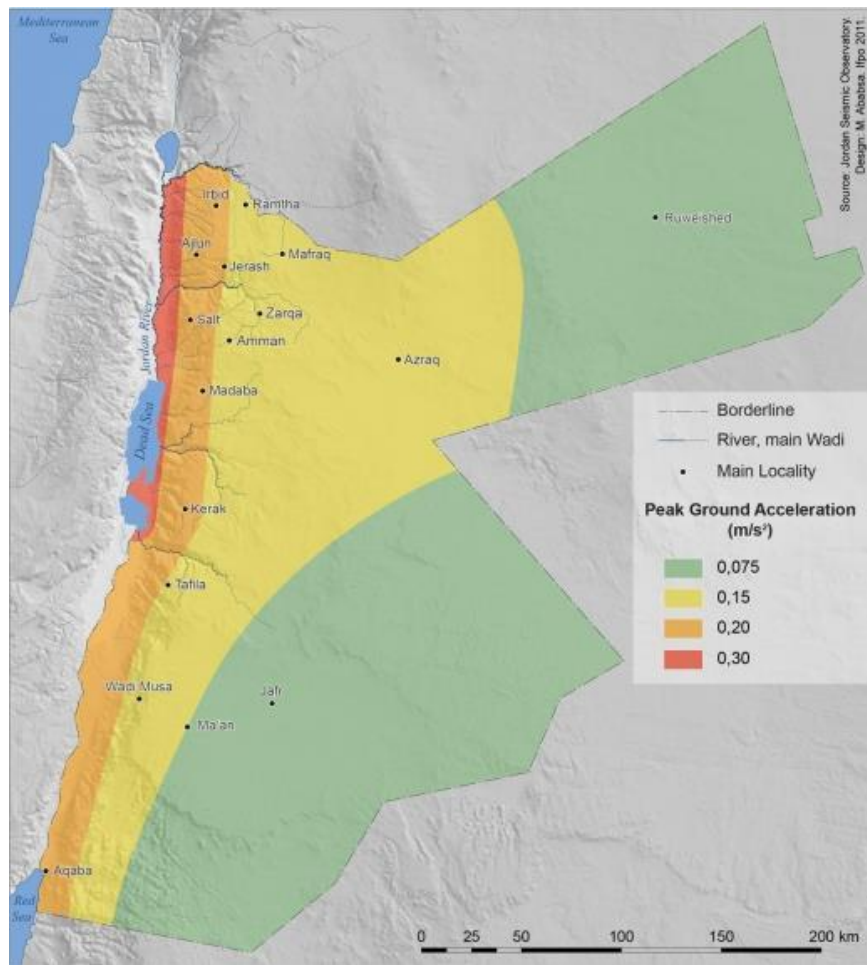 Mediterranean
Sea
Source: Jordan Seismic Observatory.
Design: M. Ababsa. Ifpo 2011.
Irbid
Ramtha
Ruweished
Ajlun
Mafraq
Jerash
Jordan River
Salt
Zarqa
Amman
Azraq
Madaba
Dead Sea
Borderline
River, main Wadi
Main Locality
Kerak
Peak Ground Acceleration
(m/s²)
0,075
0,15
0,20
0,30
Tafila
Wadi Musa
Jafr
Ma'an
Aqaba
Red
Sea
0 25 50 100 150 200 km